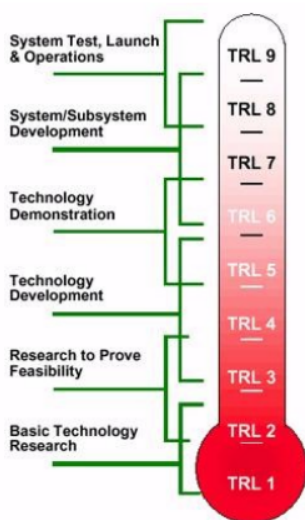 System Test, Launch
& Operations
System/Subsystem
Development
Technology
Demonstration
Technology
Development
Research to Prove
Feasibility
Basic Technology
Research
TRL 9
TRL 8
TRL 7
TRL 6
TRL 5
TRL 4
TRL 3
TRL 2
TRL 1